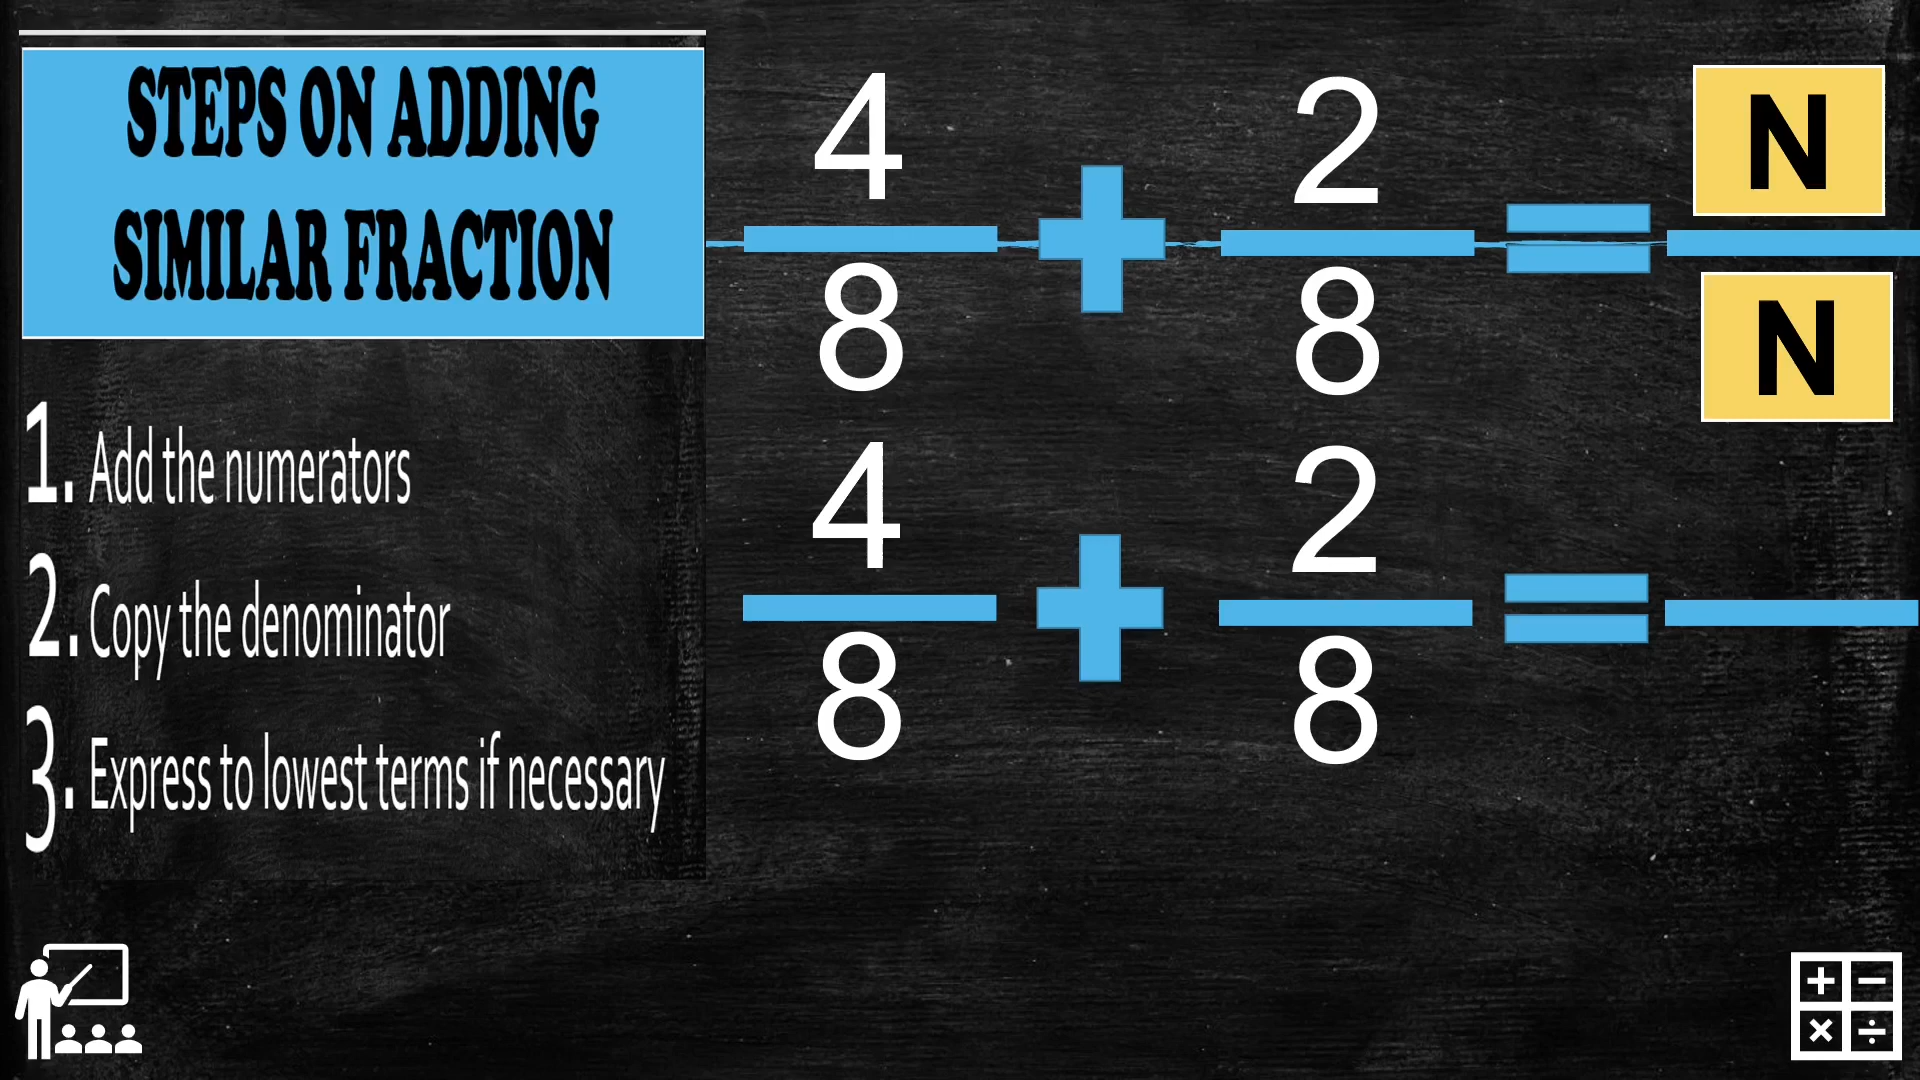 STEPS ON ADDING
SIMILAR FRACTION
1. Add the numerators
2. Copy the denominator
3. Express to lowest terms if necessary
4 2 N
+ =
8 8 N
4 2
+ =
8 8
+ −
× ÷